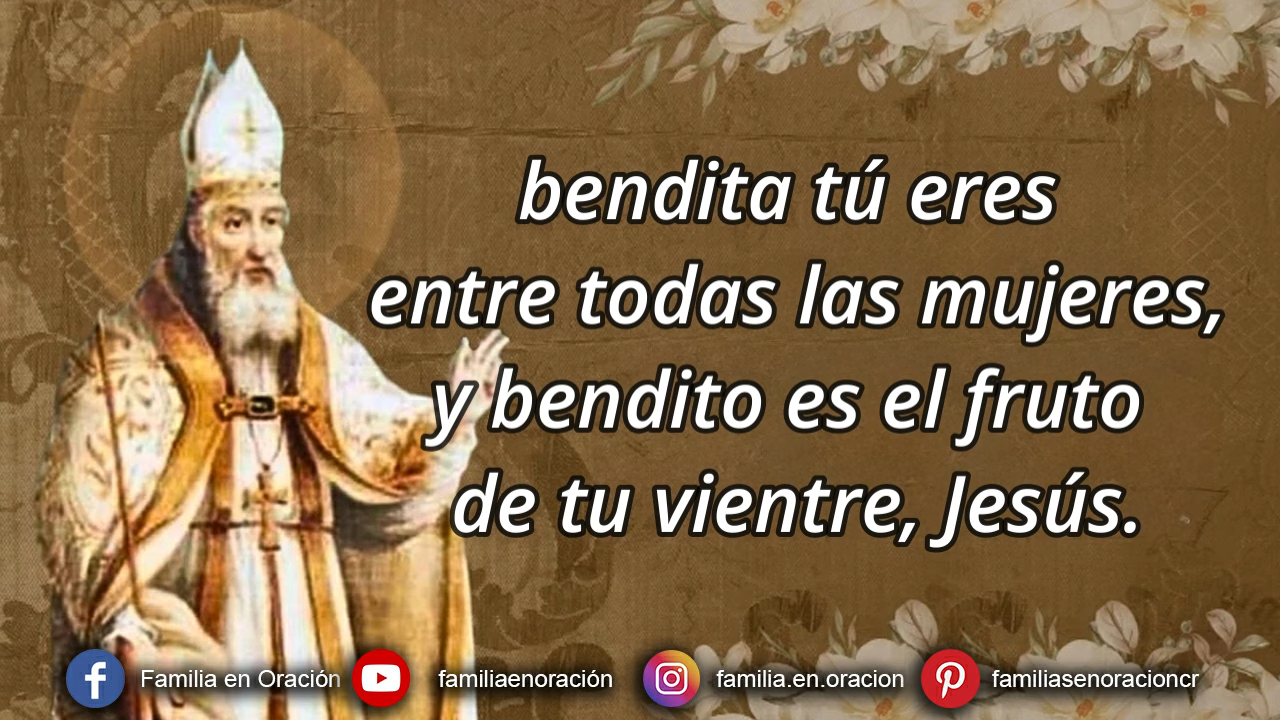 bendita tú eres
entre todas las mujeres,
y bendito es el fruto
de tu vientre, Jesús.
Familia en Oración familiaenoración familia.en.oracion familiasenoracioncr